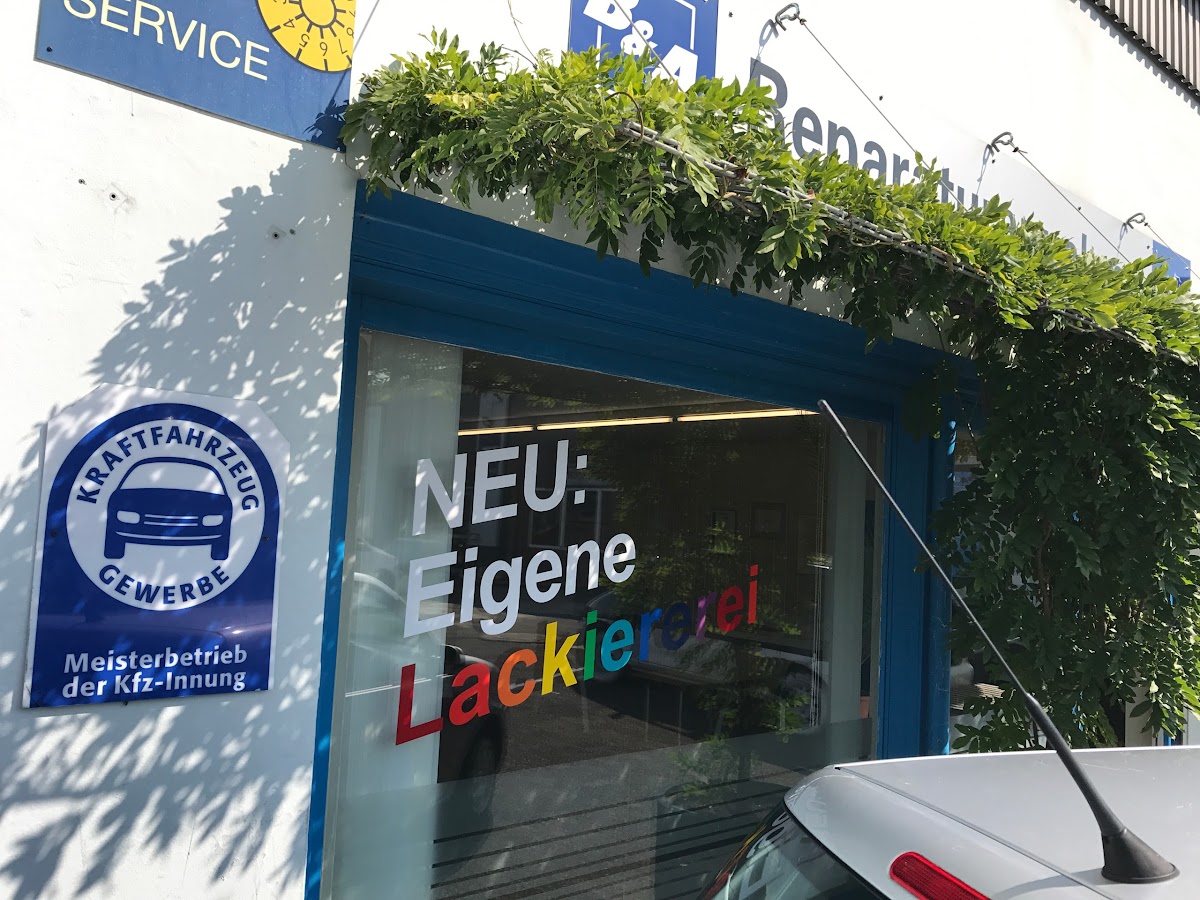 SERVICE
B&A
NEU:
Eigene
Lackiererei
KRAFTFAHRZEUG
GEWERBE
Meisterbetrieb
der Kfz-Innung